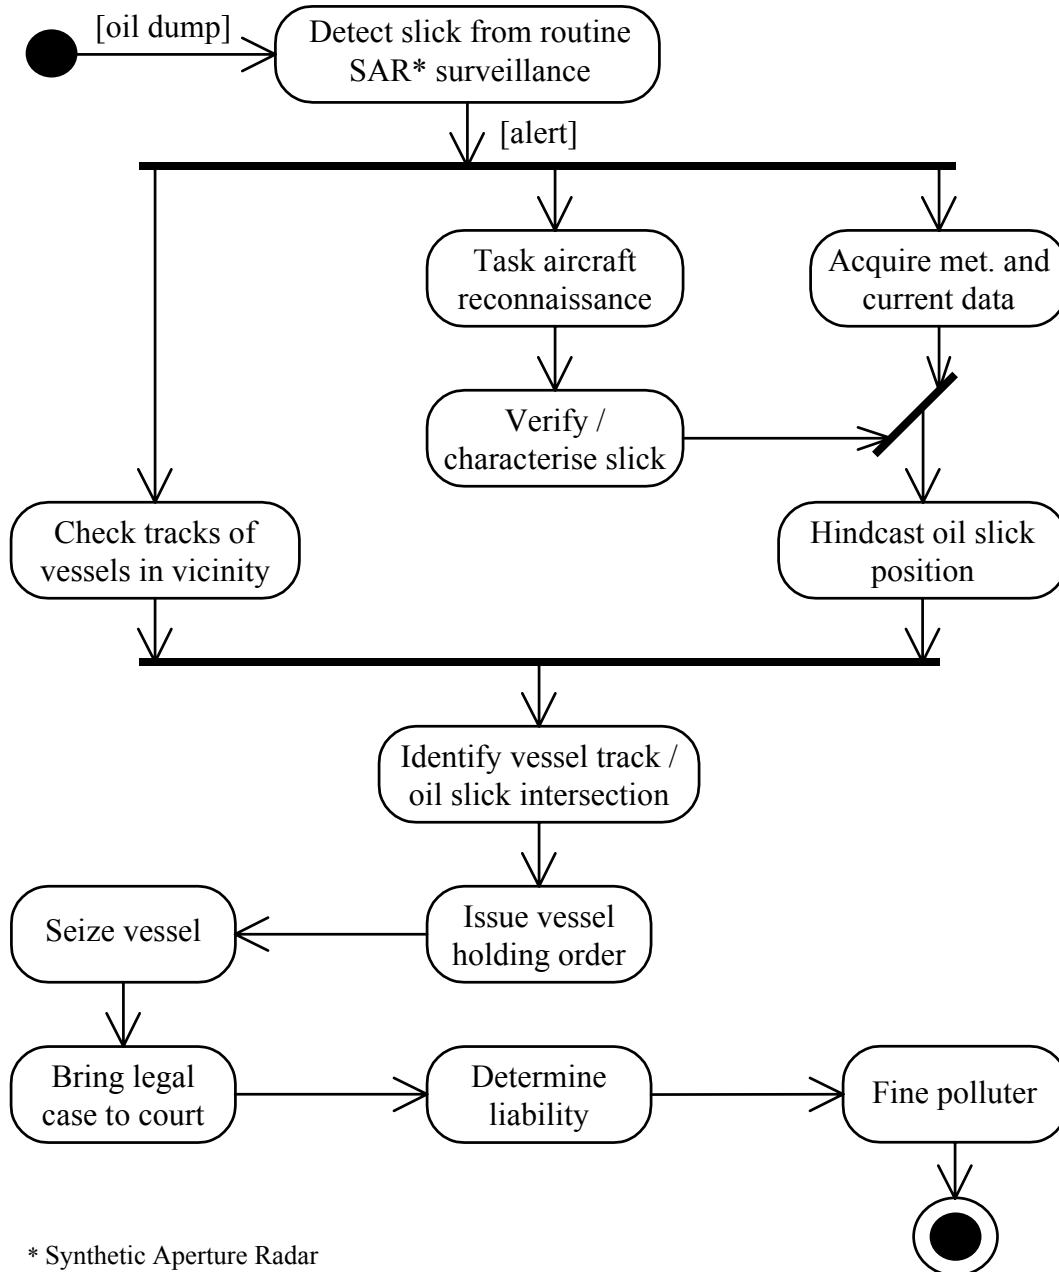 [oil dump]
Detect slick from routine
SAR* surveillance
[alert]
Task aircraft
reconnaissance
Acquire met. and
current data
Verify /
characterise slick
Check tracks of
vessels in vicinity
Hindcast oil slick
position
Identify vessel track /
oil slick intersection
Issue vessel
holding order
Seize vessel
Bring legal
case to court
Determine
liability
Fine polluter
* Synthetic Aperture Radar